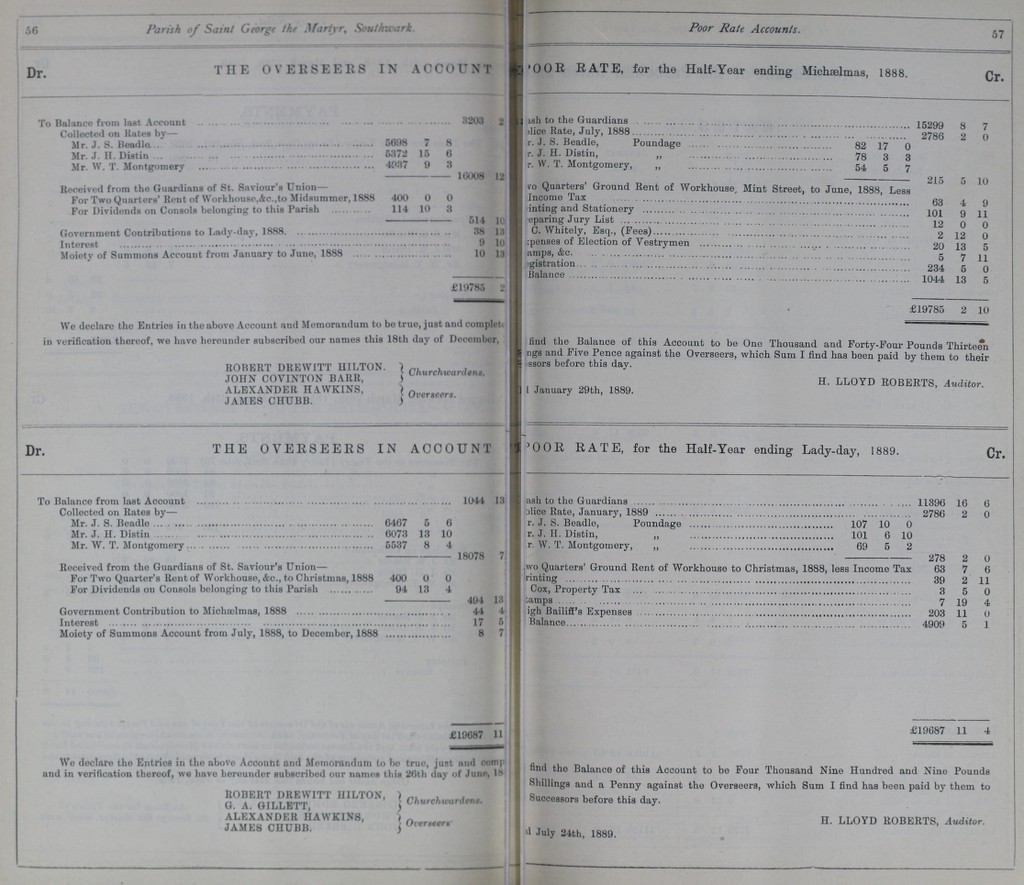 56
Parish of Saint George the Martyr, Southwark.
Dr.
THE OVERSEERS IN ACCOUNT
To Balance from last Account 3203 2
Collected on Rates by—
Mr. J. S. Beadle 5698 7 8
Mr. J. H. Distin 5372 15 6
Mr. W. T. Montgomery 4937 9 3
16008 12
Received from the Guardians of St. Saviour's Union—
For Two Quarters' Rent of Workhouse, &c., to Midsummer, 1888 400 0 0
For Dividends on Consols belonging to this Parish 114 10 3
514 10
Government Contributions to Lady-day, 1888. 38 13
Interest 9 10
Moiety of Summons Account from January to June, 1888 10 13
£19785 2
We declare the Entries in the above Account and Memorandum to be true, just and complete
in verification thereof, we have hereunder subscribed our names this 18th day of December,
ROBERT DREWITT HILTON.
JOHN COVINTON BARR,
} Churchwardens.
ALEXANDER HAWKINS,
JAMES CHUBB.
} Overseers.
Dr.
THE OVERSEERS IN ACCOUNT
To Balance from last Account 1044 13
Collected on Rates by—
Mr. J. S. Beadle 6467 5 6
Mr. J. H. Distin 6073 13 10
Mr. W. T. Montgomery 5537 8 4
18078 7
Received from the Guardians of St. Saviour's Union—
For Two Quarter's Rent of Workhouse, &c., to Christmas, 1888 400 0 0
For Dividends on Consols belonging to this Parish 94 13 4
494 13
Government Contribution to Michælmas, 1888 44 4
Interest 17 5
Moiety of Summons Account from July, 1888, to December, 1888 8 7
£19687 11
We declare the Entries in the above Account and Memorandum to be true, just and comp
and in verification thereof, we have hereunder subscribed our names this 26th day of June, 18
ROBERT DREWITT HILTON,
G. A. GILLETT,
} Churchwardens.
ALEXANDER HAWKINS,
JAMES CHUBB.
} Overseers
Poor Rate Accounts.
57
POOR RATE, for the Half-Year ending Michælmas, 1888.
Cr.
ash to the Guardians 15299 8 7
olice Rate, July, 1888 2786 2 0
r. J. S. Beadle, Poundage 82 17 0
r. J. H. Distin, „ 78 3 3
r. W. T. Montgomery, „ 54 5 7
215 5 10
wo Quarters' Ground Rent of Workhouse, Mint Street, to June, 1888, Less
Income Tax 63 4 9
inting and Stationery 101 9 11
eparing Jury List 12 0 0
C. Whitely, Esq., (Fees) 2 12 0
xpenses of Election of Vestrymen 20 13 5
amps, &c. 5 7 11
egistration 234 5 0
Balance 1044 13 5
£19785 2 10
find the Balance of this Account to be One Thousand and Forty-Four Pounds Thirteen
ngs and Five Pence against the Overseers, which Sum I find has been paid by them to their
ssors before this day.
H. LLOYD ROBERTS, Auditor.
January 29th, 1889.
POOR RATE, for the Half-Year ending Lady-day, 1889.
Cr.
ash to the Guardians 11396 16 6
olice Rate, January, 1889 2786 2 0
r. J. S. Beadle, Poundage 107 10 0
r. J. H. Distin, „ 101 6 10
r. W. T. Montgomery, „ 69 5 2
278 2 0
wo Quarters' Ground Rent of Workhouse to Christmas, 1888, less Income Tax 63 7 6
rinting 39 2 11
Cox, Property Tax 3 5 0
tamps 7 19 4
igh Bailiff's Expenses 203 11 0
Balance 4909 5 1
£19687 11 4
find the Balance of this Account to be Four Thousand Nine Hundred and Nine Pounds
Shillings and a Penny against the Overseers, which Sum I find has been paid by them to
Successors before this day.
H. LLOYD ROBERTS, Auditor.
d July 24th, 1889.